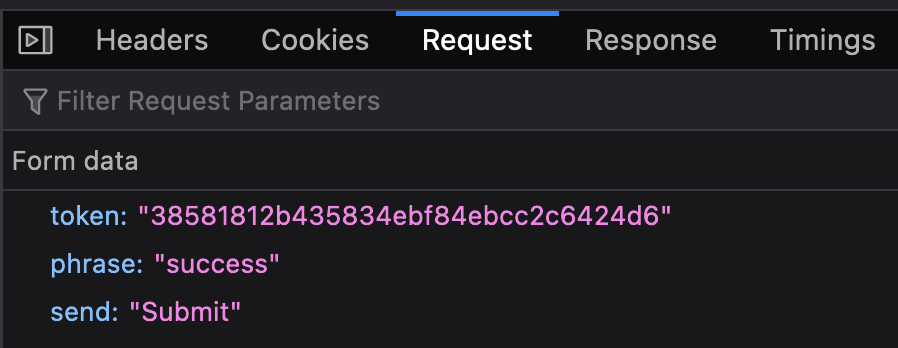 Headers Cookies Request Response Timings
Filter Request Parameters
Form data
token: "38581812b435834ebf84ebcc2c6424d6"
phrase: "success"
send: "Submit"